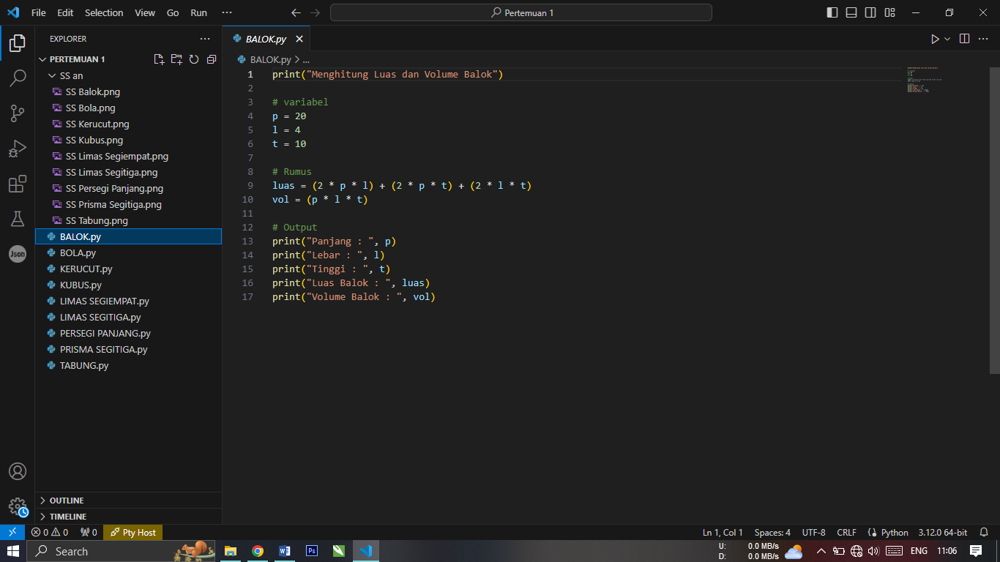 File Edit Selection View Go Run ···
Pertemuan 1
EXPLORER
PERTEMUAN 1
SS an
SS Balok.png
SS Bola.png
SS Kerucut.png
SS Kubus.png
SS Limas Segiempat.png
SS Limas Segitiga.png
SS Persegi Panjang.png
SS Prisma Segitiga.png
SS Tabung.png
BALOK.py
BOLA.py
KERUCUT.py
KUBUS.py
LIMAS SEGIEMPAT.py
LIMAS SEGITIGA.py
PERSEGI PANJANG.py
PRISMA SEGITIGA.py
TABUNG.py
OUTLINE
TIMELINE
Json
BALOK.py
BALOK.py > ...
1 print("Menghitung Luas dan Volume Balok")
2
3 # variabel
4 p = 20
5 l = 4
6 t = 10
7
8 # Rumus
9 luas = (2 * p * l) + (2 * p * t) + (2 * l * t)
10 vol = (p * l * t)
11
12 # Output
13 print("Panjang : ", p)
14 print("Lebar : ", l)
15 print("Tinggi : ", t)
16 print("Luas Balok : ", luas)
17 print("Volume Balok : ", vol)
0 0 0 Pty Host
Ln 1, Col 1 Spaces: 4 UTF-8 CRLF Python 3.12.0 64-bit
Search
Ps
U: 0.0 MB/s
D: 0.0 MB/s
ENG 11:06